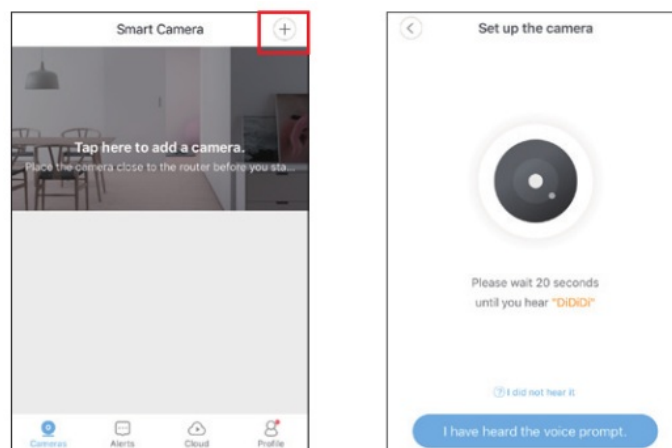 Smart Camera
Tap here to add a camera.
Place the camera close to the router before you sta...
Cameras
Alerts
Cloud
Profile
Set up the camera
Please wait 20 seconds
until you hear "DiDiDi"
? I did not hear it
I have heard the voice prompt.